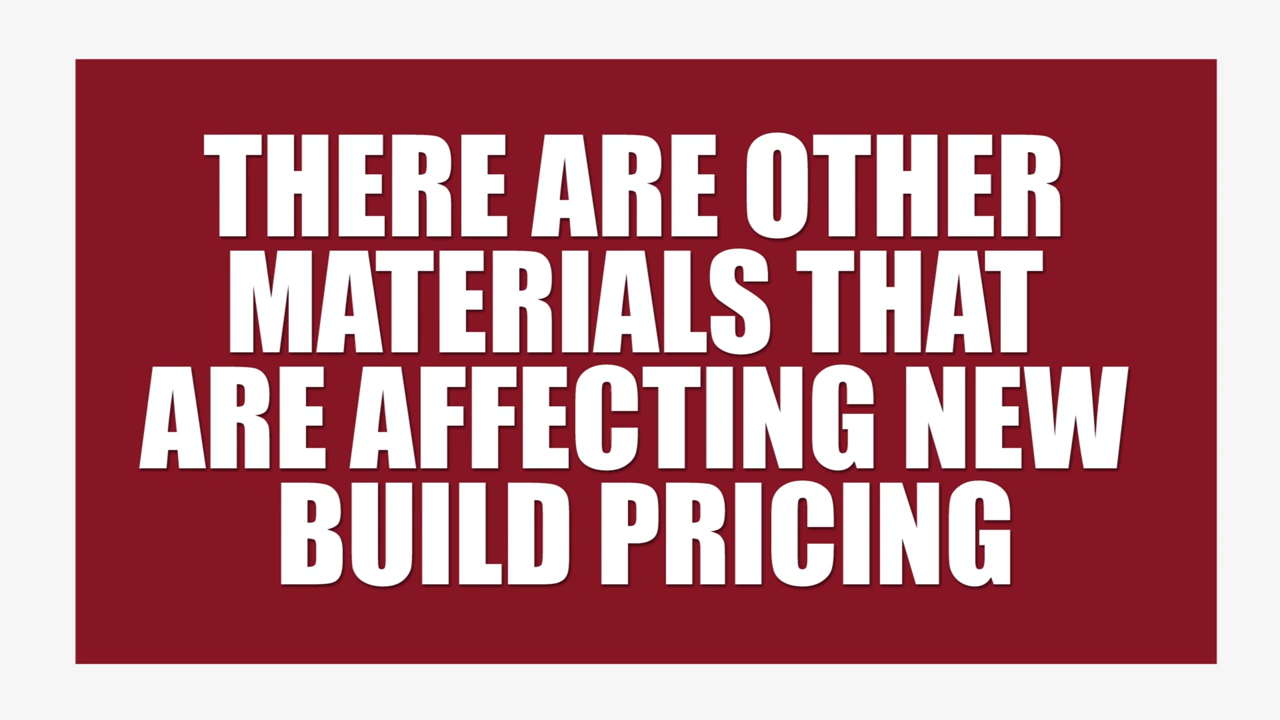 THERE ARE OTHER
MATERIALS THAT
ARE AFFECTING NEW
BUILD PRICING